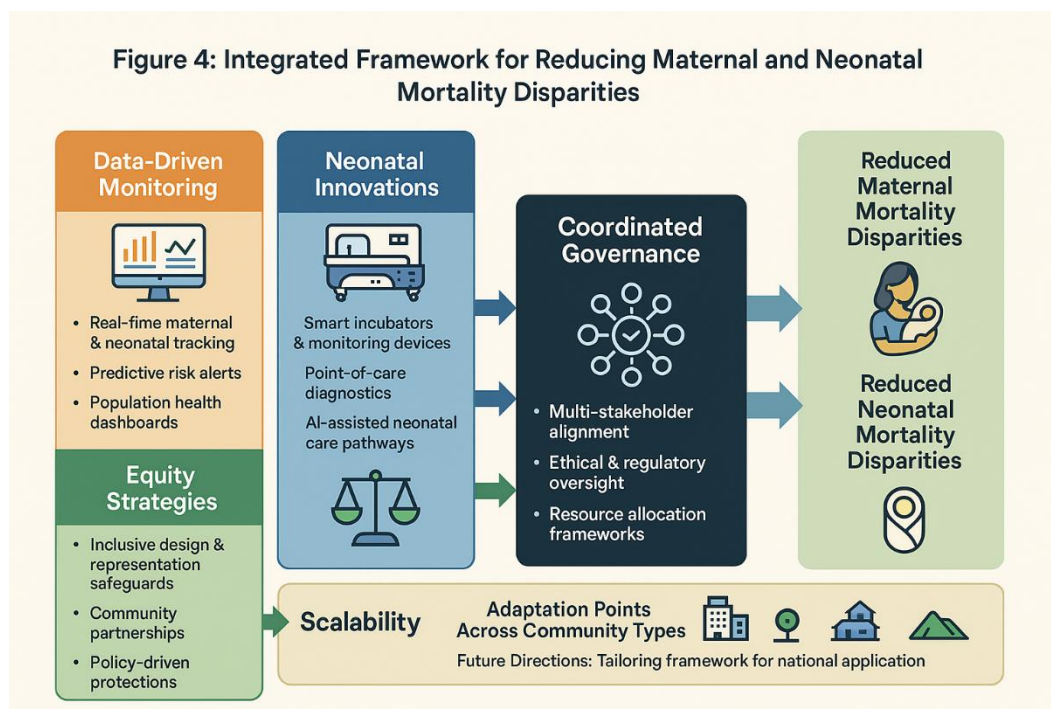 Figure 4: Integrated Framework for Reducing Maternal and Neonatal
Mortality Disparities
Data-Driven
Monitoring
• Real-fime maternal
& neonatal tracking
• Predictive risk alerts
• Population health
dashboards
Equity
Strategies
• Inclusive design &
representation
safeguards
• Community
partnerships
• Policy-driven
protections
Neonatal
Innovations
Smart incubators
& monitoring devices
Point-of-care
diagnostics
AI-assisted neonatal
care pathways
Coordinated
Governance
• Multi-stakeholder
alignment
• Ethical & regulatory
oversight
• Resource allocation
frameworks
Reduced
Maternal
Mortality
Disparities
Reduced
Neonatal
Mortality
Disparities
Scalability
Adaptation Points
Across Community Types
Future Directions: Tailoring framework for national application